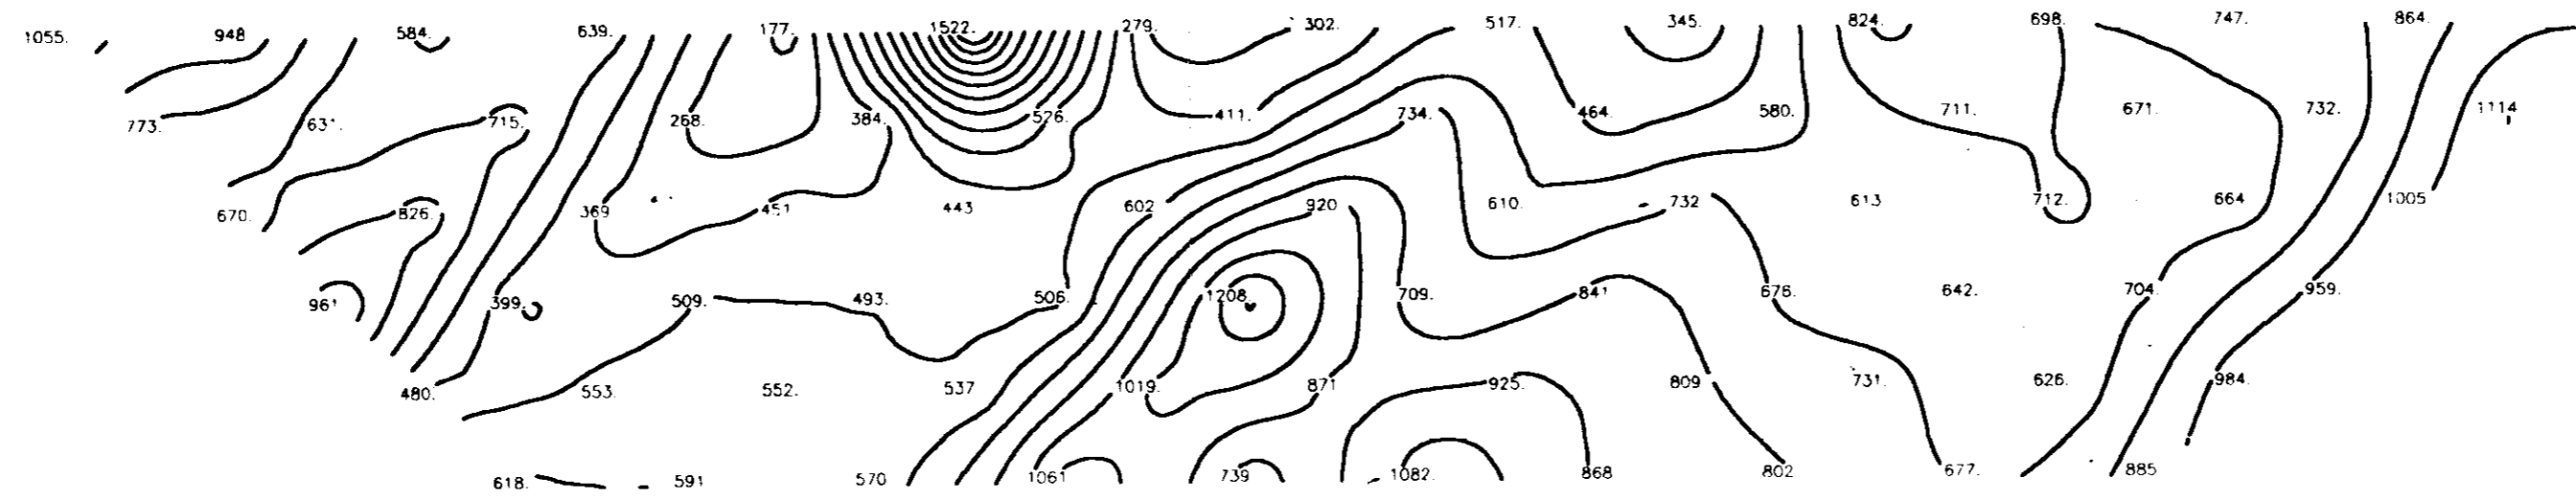 1055. 948 584. 639. 177. 1522. 279. 302. 517. 345. 824. 698. 747. 864.
773. 631. 715. 268. 384. 526. 411. 734. 464. 580. 711. 671. 732. 1114
670. 826. 369 451 443 602 920 610. 732 613 712. 664 1005
961 399. 509. 493. 506. 1208. 709. 841 676. 642. 704. 959.
480. 553. 552. 537 1019. 871 925. 809 731. 626. 984.
618. 591 570 1061 739 1082. 868 802 677. 885